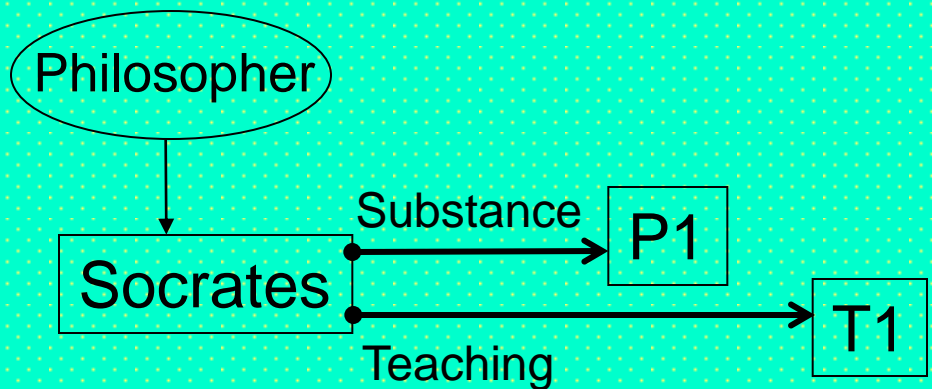 Philosopher
Substance
P1
Socrates
T1
Teaching